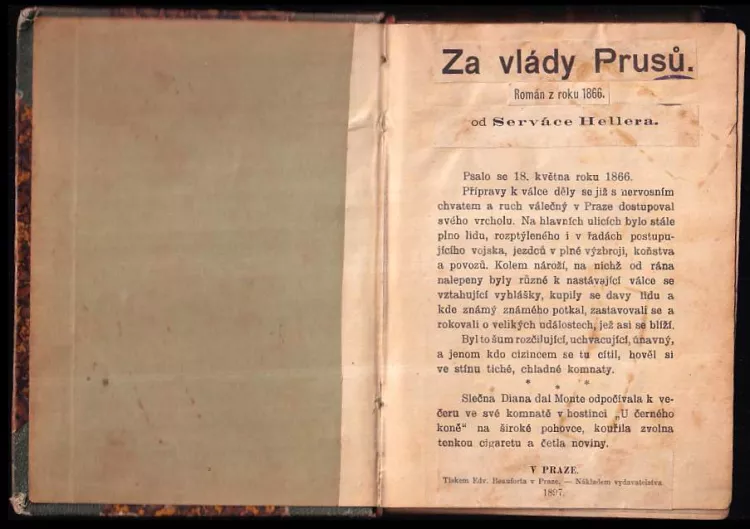 Za vlády Prusů.
Román z roku 1866.
od Serváce Hellera.
Psalo se 18. května roku 1866.
Přípravy k válce děly se již s nervosním
chvatem a ruch válečný v Praze dostupoval
svého vrcholu. Na hlavních ulicích bylo stále
plno lidu, rozptýleného i v řadách postupu-
jícího vojska, jezdců v plné výzbroji, koňstva
a povozů. Kolem nároží, na nichž od rána
nalepeny byly různé k nastávající válce se
vztahující vyhlášky, kupily se davy lidu a
kde známý známého potkal, zastavovali se a
rokovali o velikých událostech, jež asi se blíží.
Byl to šum rozčilující, uchvacující, únavný,
a jenom kdo cizincem se tu cítil, hověl si
ve stínu tiché, chladné komnaty.
* * *
Slečna Diana dal Monte odpočívala k ve-
čeru ve své komnatě v hostinci „U černého
koně“ na široké pohovce, kouřila zvolna
tenkou cigaretu a četla noviny.
V PRAZE.
Tiskem Edv. Beauforta v Praze. — Nákladem vydavatelstva.
1897.